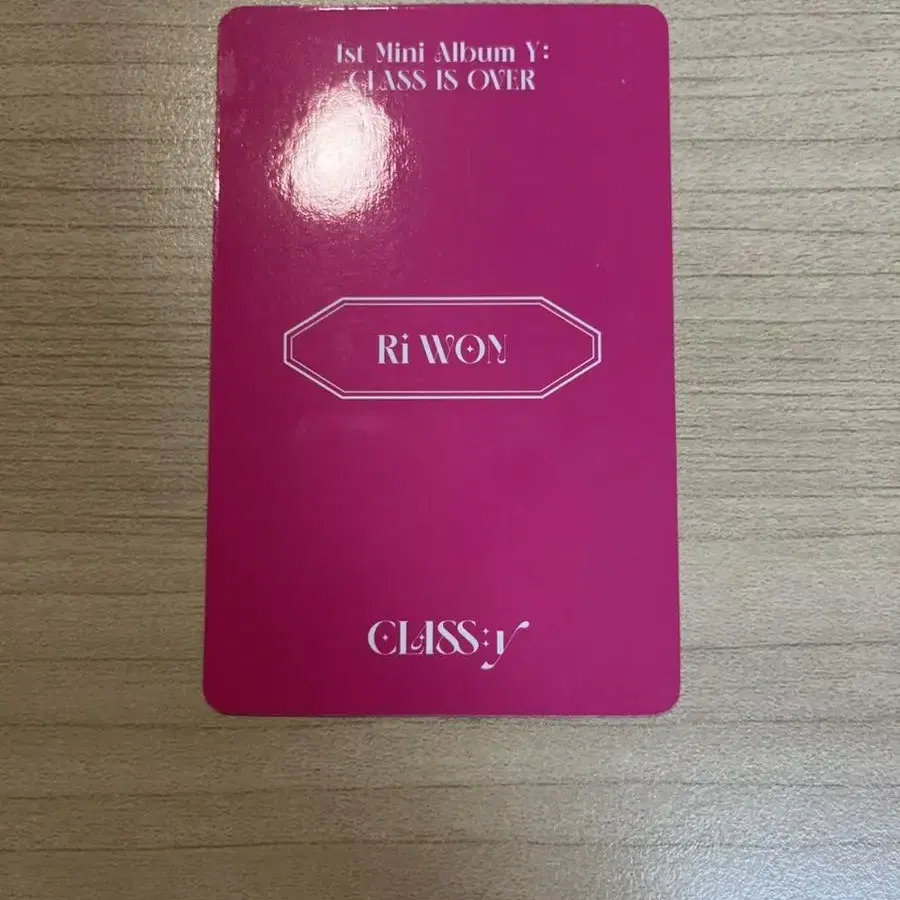 1st Mini Album Y:
CLASS IS OVER
Ri WON
CLASS:y